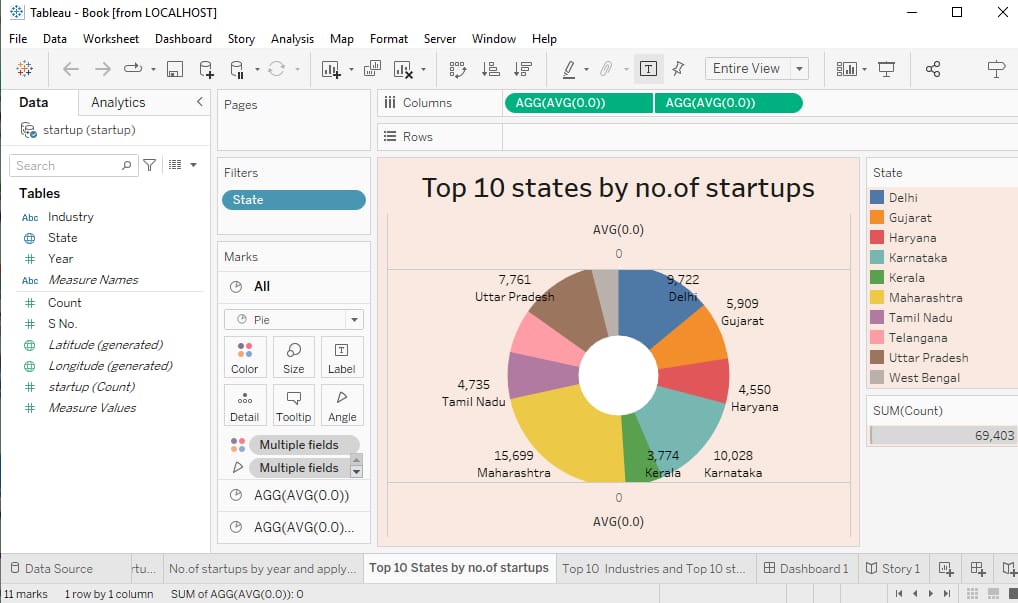 Tableau - Book [from LOCALHOST]
File Data Worksheet Dashboard Story Analysis Map Format Server Window Help
Entire View
Data Analytics
startup (startup)
Search
Tables
Abc Industry
State
Year
Abc Measure Names
Count
S No.
Latitude (generated)
Longitude (generated)
startup (Count)
Measure Values
Pages
Filters
State
Marks
All
Pie
Color Size Label
Detail Tooltip Angle
Multiple fields
Multiple fields
AGG(AVG(0.0))
AGG(AVG(0.0)...
Columns AGG(AVG(0.0)) AGG(AVG(0.0))
Rows
Top 10 states by no.of startups
AVG(0.0)
0
7,761
Uttar Pradesh
9,722
Delhi
5,909
Gujarat
4,735
Tamil Nadu
4,550
Haryana
15,699
Maharashtra
3,774
Kerala
10,028
Karnataka
0
AVG(0.0)
State
Delhi
Gujarat
Haryana
Karnataka
Kerala
Maharashtra
Tamil Nadu
Telangana
Uttar Pradesh
West Bengal
SUM(Count)
69,403
Data Source rtu... No.of startups by year and apply... Top 10 States by no.of startups Top 10 Industries and Top 10 st... Dashboard 1 Story 1
11 marks 1 row by 1 column SUM of AGG(AVG(0.0)): 0